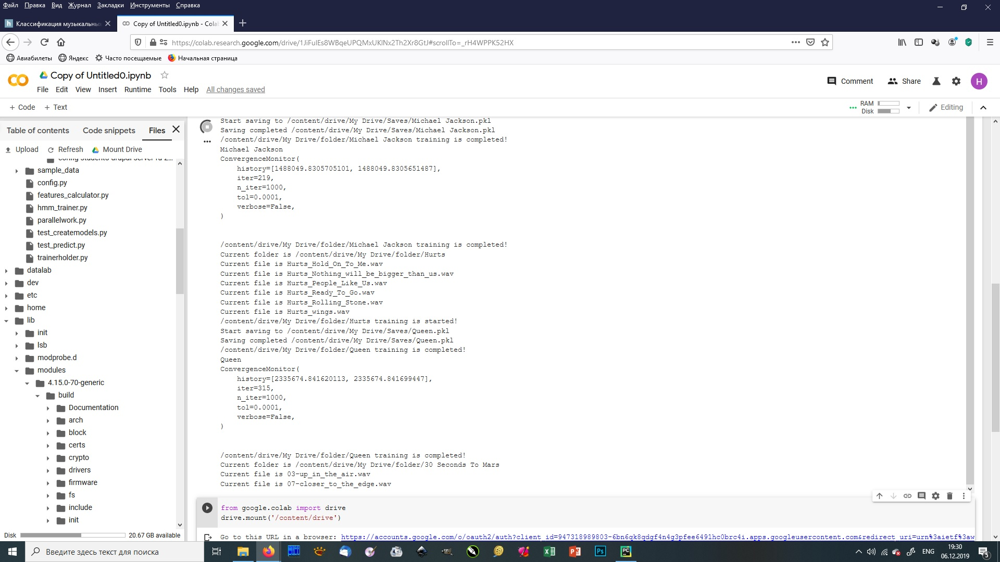 Файл Правка Вид Журнал Закладки Инструменты Справка
Классификация музыкальны
Copy of Untitled0.ipynb - Cola
https://colab.research.google.com/drive/1JiFulEs8WBqeUPQMxUKlNx2Th2Xr8GtJ#scrollTo=_rH4WPPK52HX
Авиабилеты Яндекс Часто посещаемые Начальная страница
Copy of Untitled0.ipynb
File Edit View Insert Runtime Tools Help All changes saved
Comment Share H
+ Code + Text
RAM
Disk
Editing
Table of contents Code snippets Files
Upload Refresh Mount Drive
sample_data
config.py
features_calculator.py
hmm_trainer.py
parallelwork.py
test_createmodels.py
test_predict.py
trainerholder.py
datalab
dev
etc
home
lib
init
lsb
modprobe.d
modules
4.15.0-70-generic
build
Documentation
arch
block
certs
crypto
drivers
firmware
fs
include
init
Disk 20.67 GB available
Start saving to /content/drive/My Drive/Saves/Michael Jackson.pkl
Saving completed /content/drive/My Drive/Saves/Michael Jackson.pkl
/content/drive/My Drive/folder/Michael Jackson training is completed!
Michael Jackson
ConvergenceMonitor(
history=[1488049.8305705101, 1488049.8305651487],
iter=219,
n_iter=1000,
tol=0.0001,
verbose=False,
)
/content/drive/My Drive/folder/Michael Jackson training is completed!
Current folder is /content/drive/My Drive/folder/Hurts
Current file is Hurts_Hold_On_To_Me.wav
Current file is Hurts_Nothing_will_be_bigger_than_us.wav
Current file is Hurts_People_Like_Us.wav
Current file is Hurts_Ready_To_Go.wav
Current file is Hurts_Rolling_Stone.wav
Current file is Hurts_wings.wav
/content/drive/My Drive/folder/Hurts training is started!
Start saving to /content/drive/My Drive/Saves/Queen.pkl
Saving completed /content/drive/My Drive/Saves/Queen.pkl
/content/drive/My Drive/folder/Queen training is completed!
Queen
ConvergenceMonitor(
history=[2335674.841620113, 2335674.841699447],
iter=315,
n_iter=1000,
tol=0.0001,
verbose=False,
)
/content/drive/My Drive/folder/Queen training is completed!
Current folder is /content/drive/My Drive/folder/30 Seconds To Mars
Current file is 03-up_in_the_air.wav
Current file is 07-closer_to_the_edge.wav
from google.colab import drive
drive.mount('/content/drive')
Go to this URL in a browser: https://accounts.google.com/o/oauth2/auth?client_id=947318989803-6bn6qk8qdgf4n4g3pfee6491hc0brc4i.apps.googleusercontent.com&redirect_uri=urn%3aietf%3aw
Введите здесь текст для поиска
ENG
19:30
06.12.2019
5